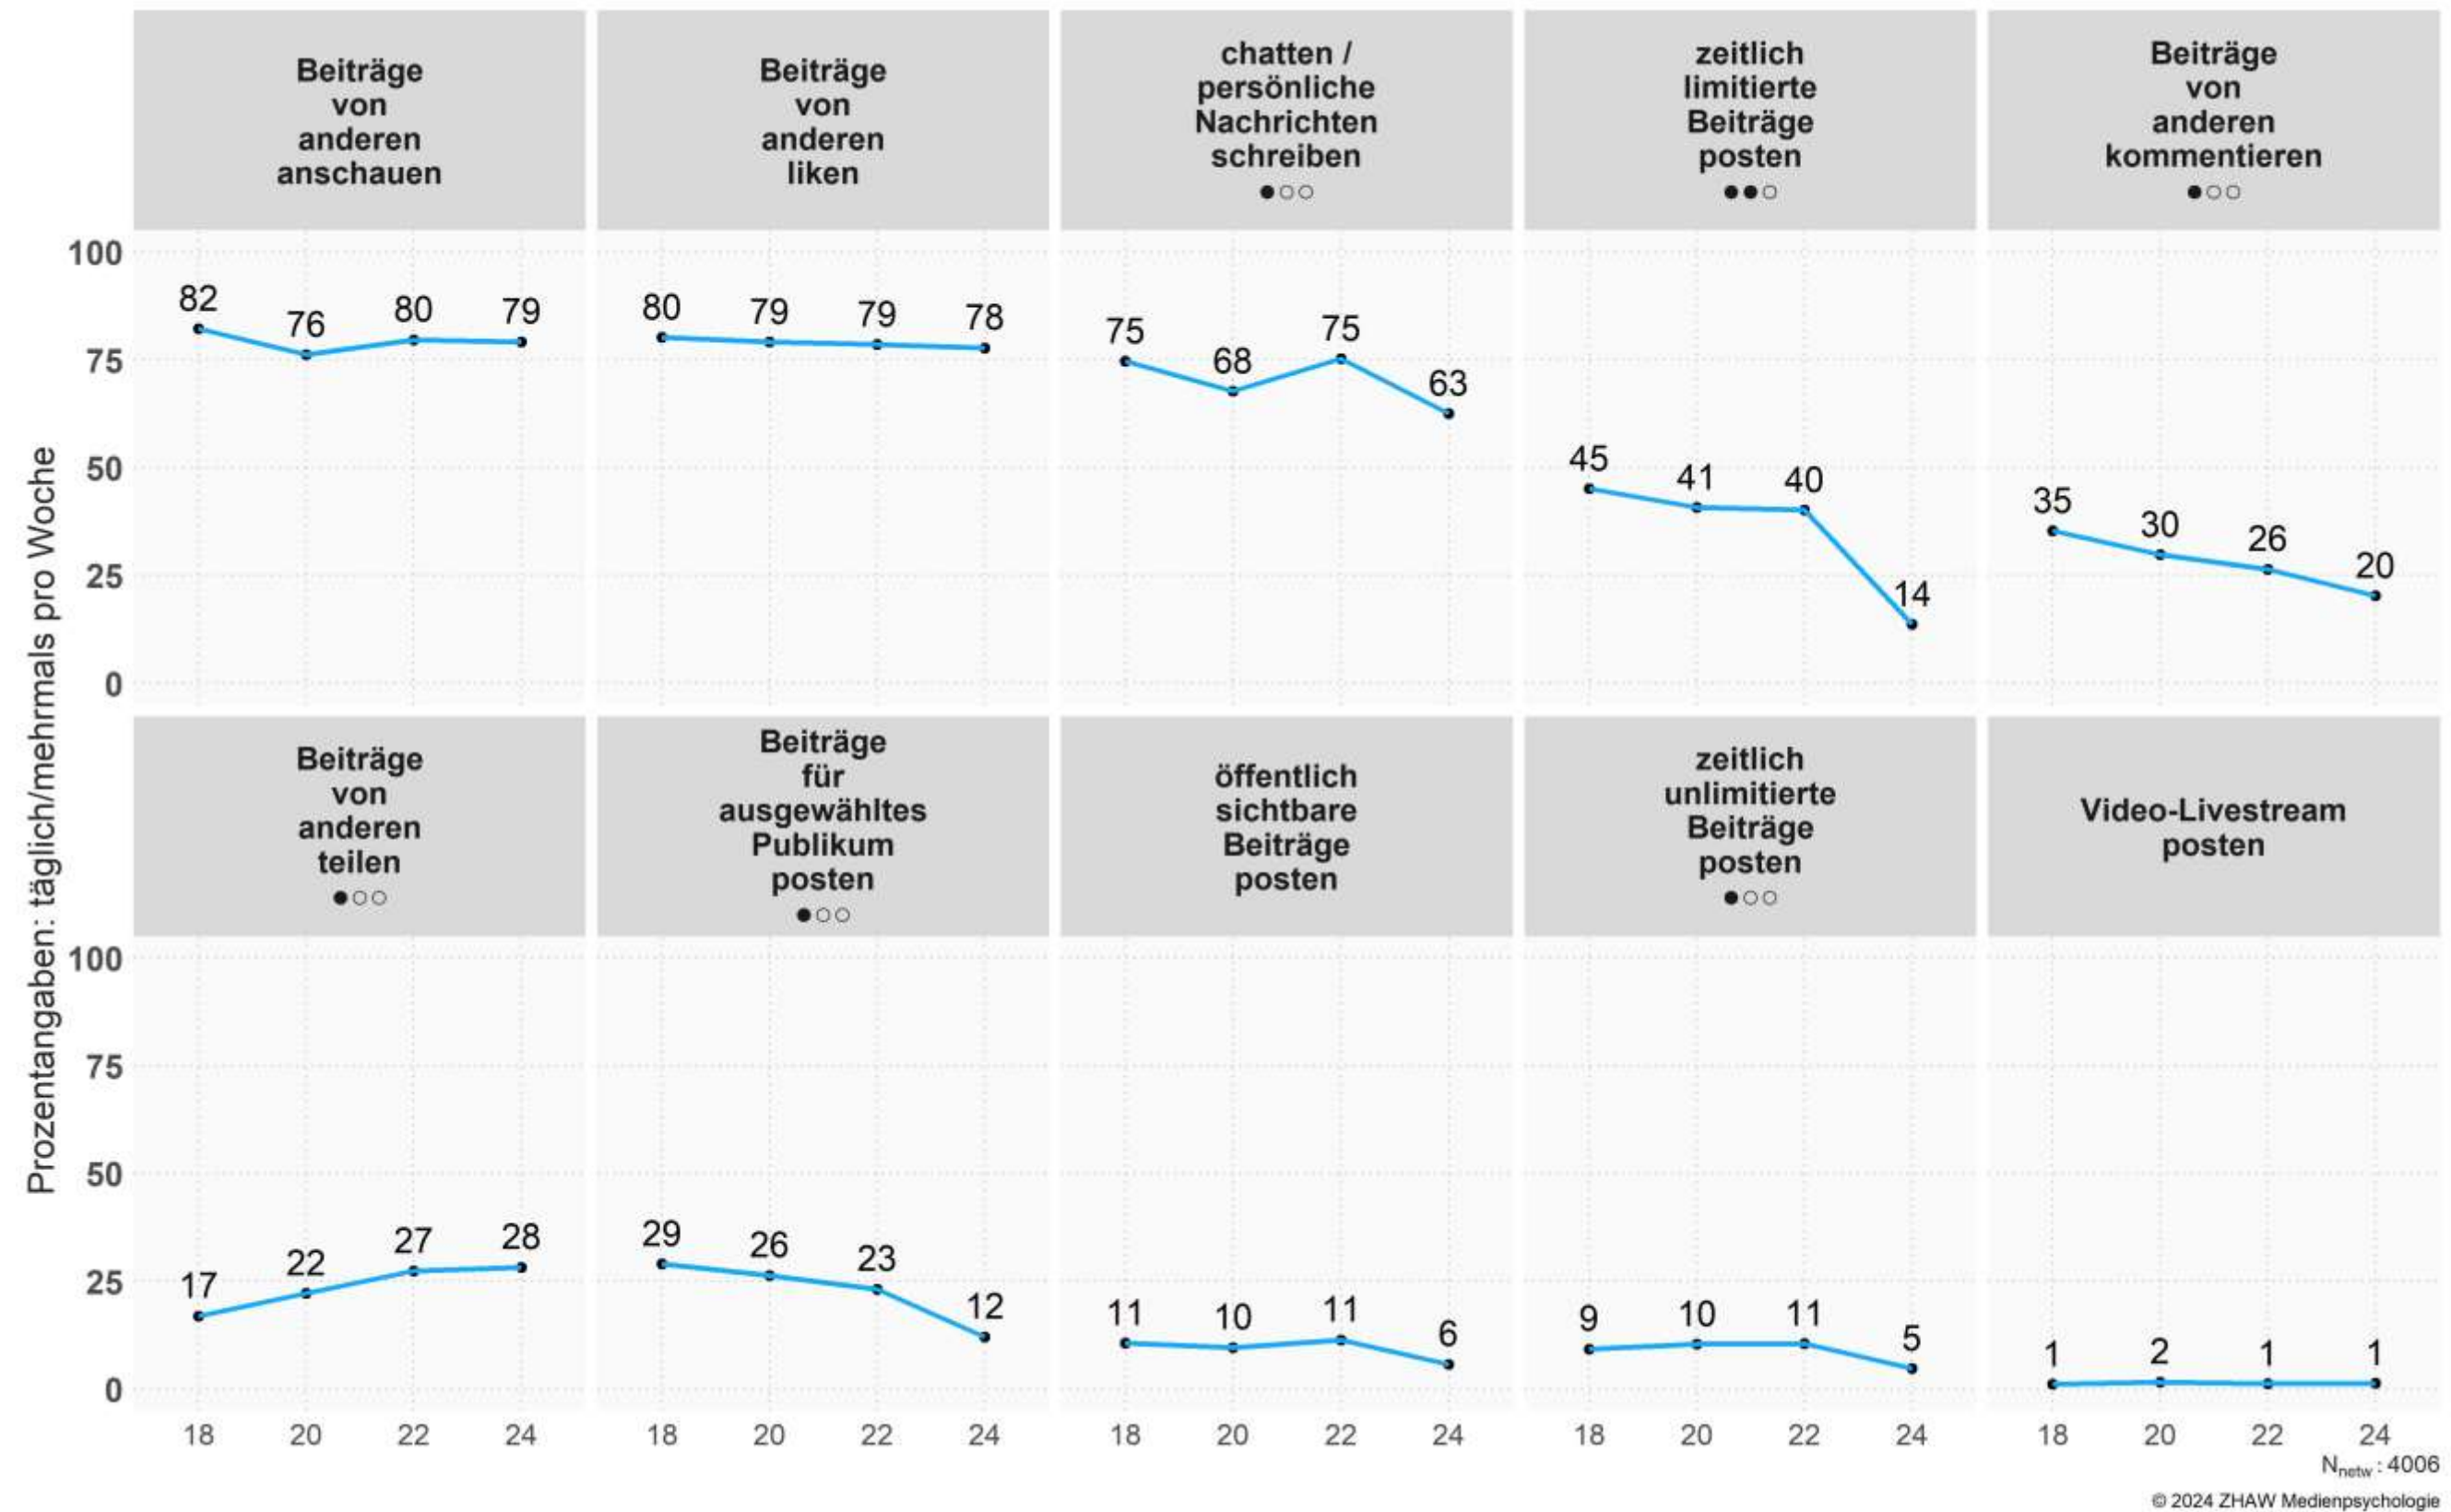 Prozentangaben: täglich/mehrmals pro Woche
Beiträge
von
anderen
anschauen
Beiträge
von
anderen
liken
chatten /
persönliche
Nachrichten
schreiben
●○○
zeitlich
limitierte
Beiträge
posten
●●○
Beiträge
von
anderen
kommentieren
●○○
100
75
50
25
0
82 76 80 79
80 79 79 78
75 68 75 63
45 41 40 14
35 30 26 20
Beiträge
von
anderen
teilen
●○○
Beiträge
für
ausgewähltes
Publikum
posten
●○○
öffentlich
sichtbare
Beiträge
posten
zeitlich
unlimitierte
Beiträge
posten
●○○
Video-Livestream
posten
100
75
50
25
0
17 22 27 28
29 26 23 12
11 10 11 6
9 10 11 5
1 2 1 1
18 20 22 24
18 20 22 24
18 20 22 24
18 20 22 24
18 20 22 24
Nnetw : 4006
© 2024 ZHAW Medienpsychologie